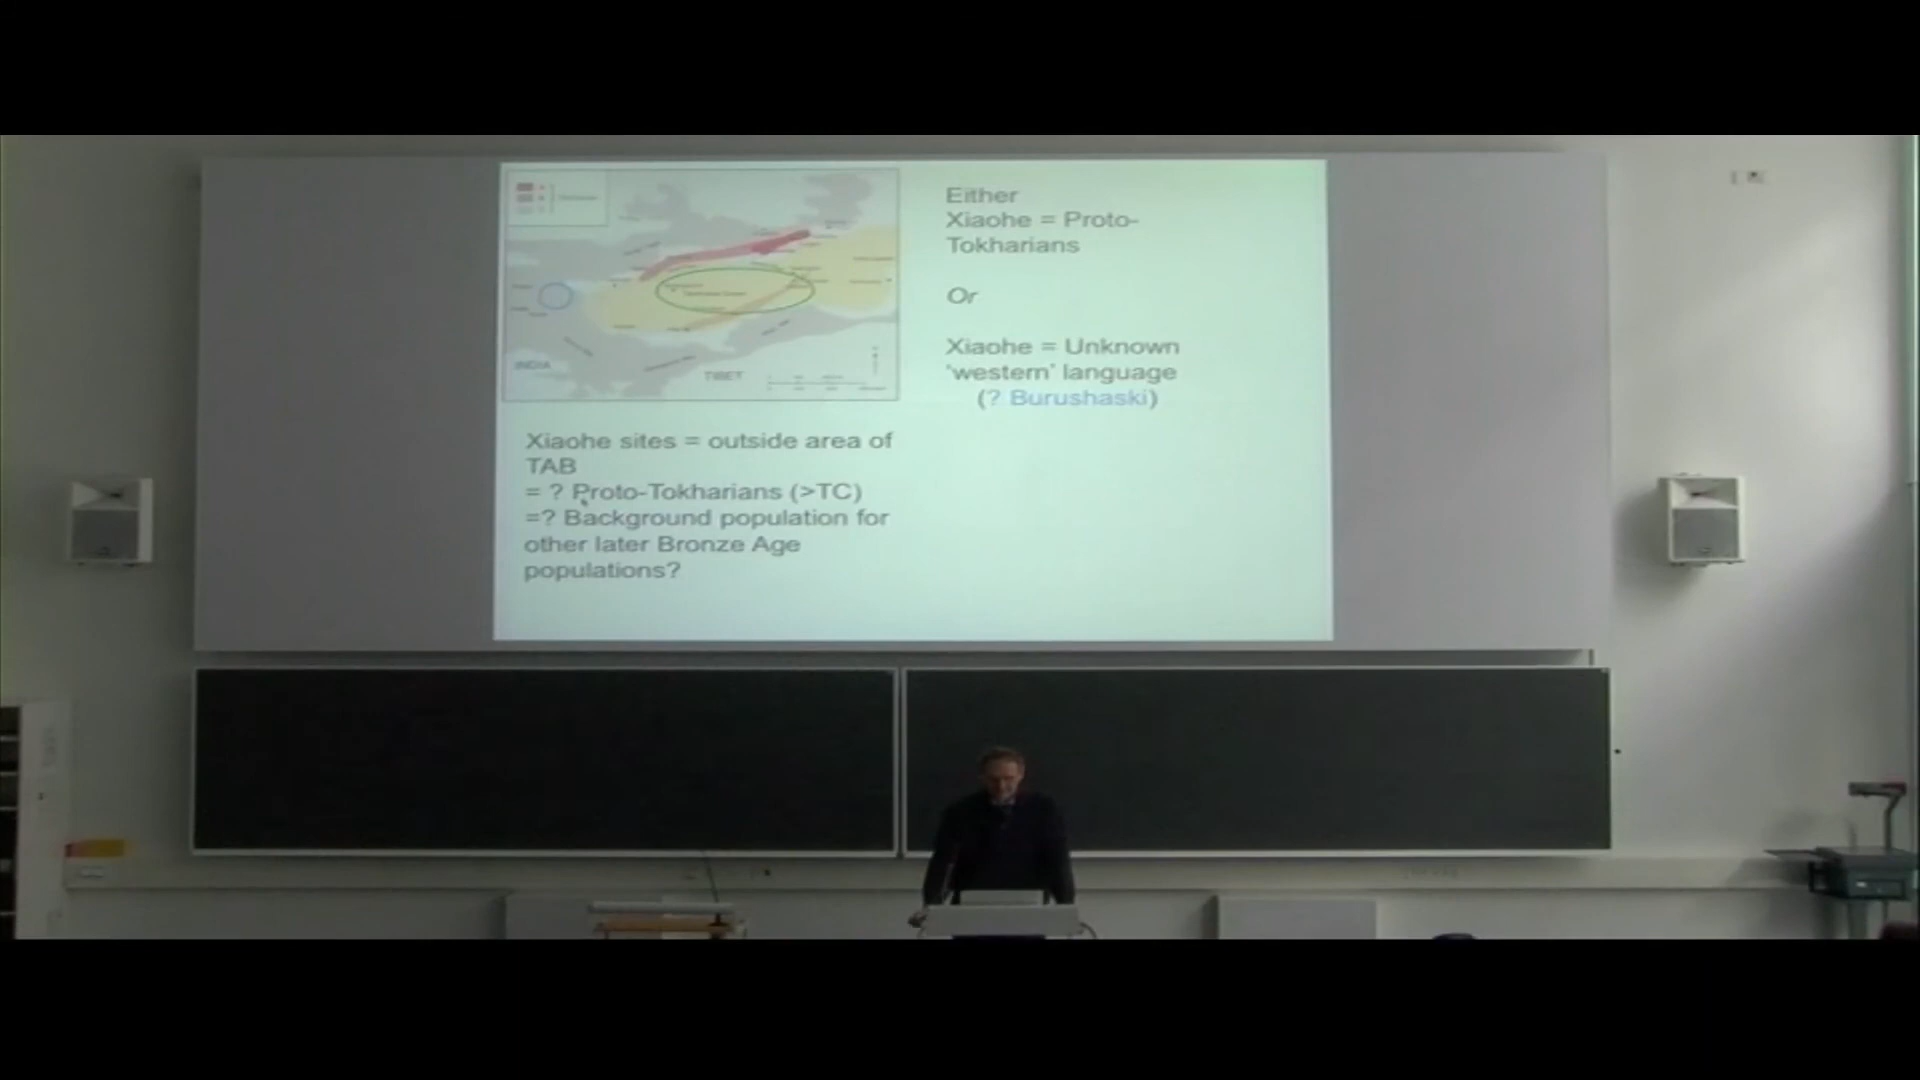 INDIA
TIBET
Either
Xiaohe = Proto-
Tokharians
Or
Xiaohe = Unknown
‘western’ language
(? Burushaski)
Xiaohe sites = outside area of
TAB
= ? Proto-Tokharians (>TC)
=? Background population for
other later Bronze Age
populations?